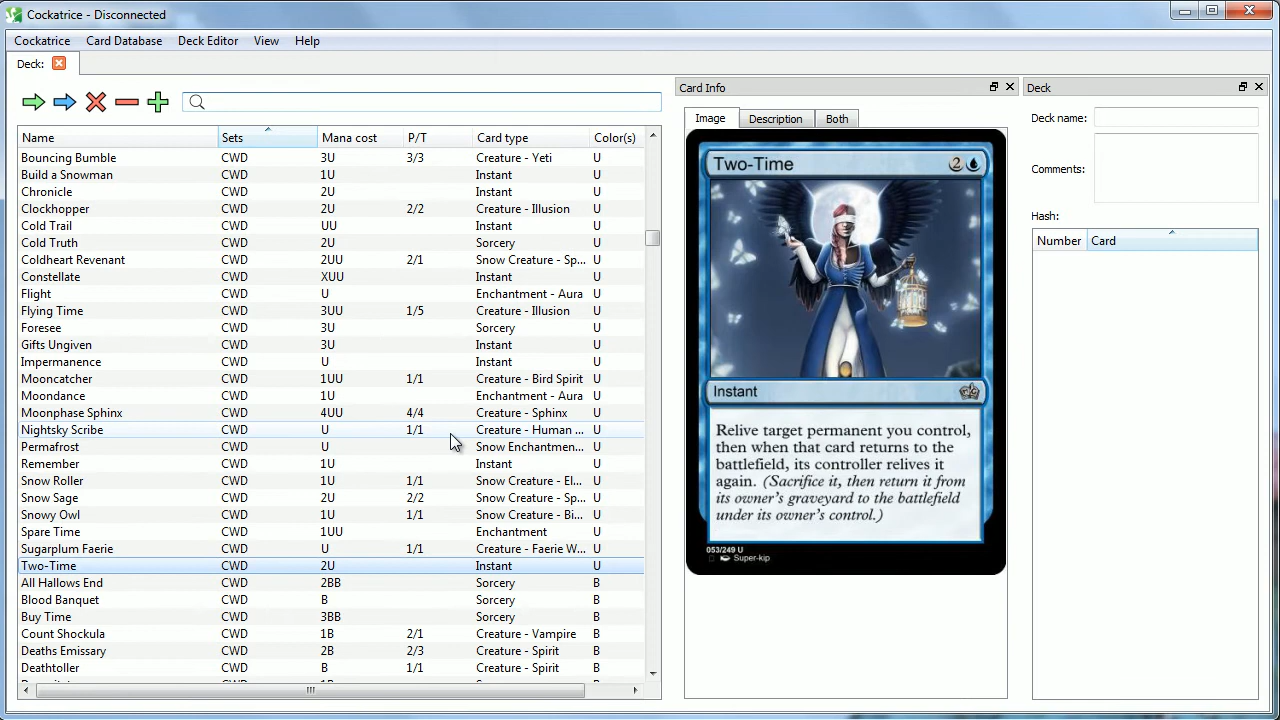 Cockatrice - Disconnected
Cockatrice Card Database Deck Editor View Help
Deck:
Name Sets Mana cost P/T Card type Color(s)
Bouncing Bumble CWD 3U 3/3 Creature - Yeti U
Build a Snowman CWD 1U Instant U
Chronicle CWD 2U Instant U
Clockhopper CWD 2U 2/2 Creature - Illusion U
Cold Trail CWD UU Instant U
Cold Truth CWD 2U Sorcery U
Coldheart Revenant CWD 2UU 2/1 Snow Creature - Sp... U
Constellate CWD XUU Instant U
Flight CWD U Enchantment - Aura U
Flying Time CWD 3UU 1/5 Creature - Illusion U
Foresee CWD 3U Sorcery U
Gifts Ungiven CWD 3U Instant U
Impermanence CWD U Instant U
Mooncatcher CWD 1UU 1/1 Creature - Bird Spirit U
Moondance CWD 1U Enchantment - Aura U
Moonphase Sphinx CWD 4UU 4/4 Creature - Sphinx U
Nightsky Scribe CWD U 1/1 Creature - Human ... U
Permafrost CWD U Snow Enchantmen... U
Remember CWD 1U Instant U
Snow Roller CWD 1U 1/1 Snow Creature - El... U
Snow Sage CWD 2U 2/2 Snow Creature - Sp... U
Snowy Owl CWD 1U 1/1 Snow Creature - Bi... U
Spare Time CWD 1UU Enchantment U
Sugarplum Faerie CWD U 1/1 Creature - Faerie W... U
Two-Time CWD 2U Instant U
All Hallows End CWD 2BB Sorcery B
Blood Banquet CWD B Sorcery B
Buy Time CWD 3BB Sorcery B
Count Shockula CWD 1B 2/1 Creature - Vampire B
Deaths Emissary CWD 2B 2/3 Creature - Spirit B
Deathtoller CWD B 1/1 Creature - Spirit B
Card Info
Image Description Both
Two-Time 2
Instant
Relive target permanent you control,
then when that card returns to the
battlefield, its controller relives it
again. (Sacrifice it, then return it from
its owner's graveyard to the battlefield
under its owner's control.)
053/249 U
Super-kip
Deck
Deck name:
Comments:
Hash:
Number Card